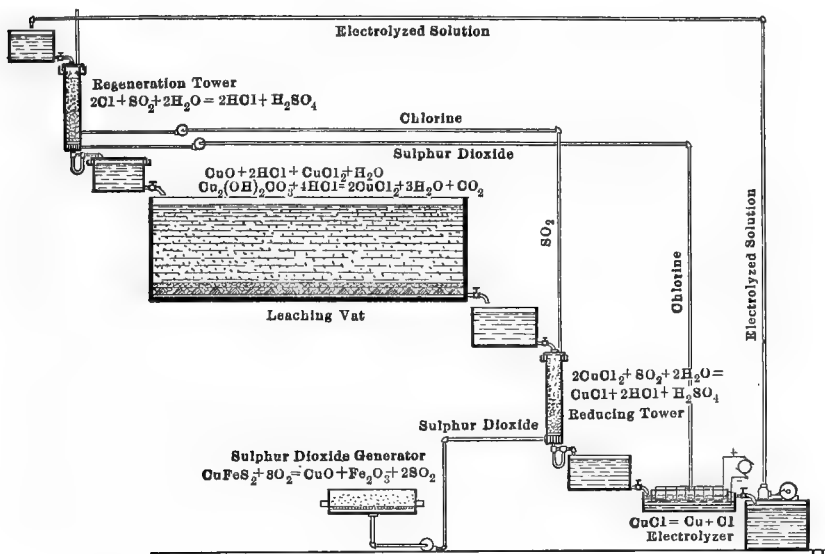 Electrolyzed Solution
Regeneration Tower
2Cl+SO₂+2H₂O=2HCl+H₂SO₄
Chlorine
Sulphur Dioxide
CuO+2HCl+CuCl₂+H₂O
Cu₂(OH)₂CO₃+4HCl=2CuCl₂+3H₂O+CO₂
SO₂
Chlorine
Electrolyzed Solution
Leaching Vat
2CuCl₂+SO₂+2H₂O=
CuCl+2HCl+H₂SO₄
Reducing Tower
Sulphur Dioxide
Sulphur Dioxide Generator
CuFeS₂+8O₂=CuO+Fe₂O₃+2SO₂
CuCl=Cu+Cl
Electrolyzer